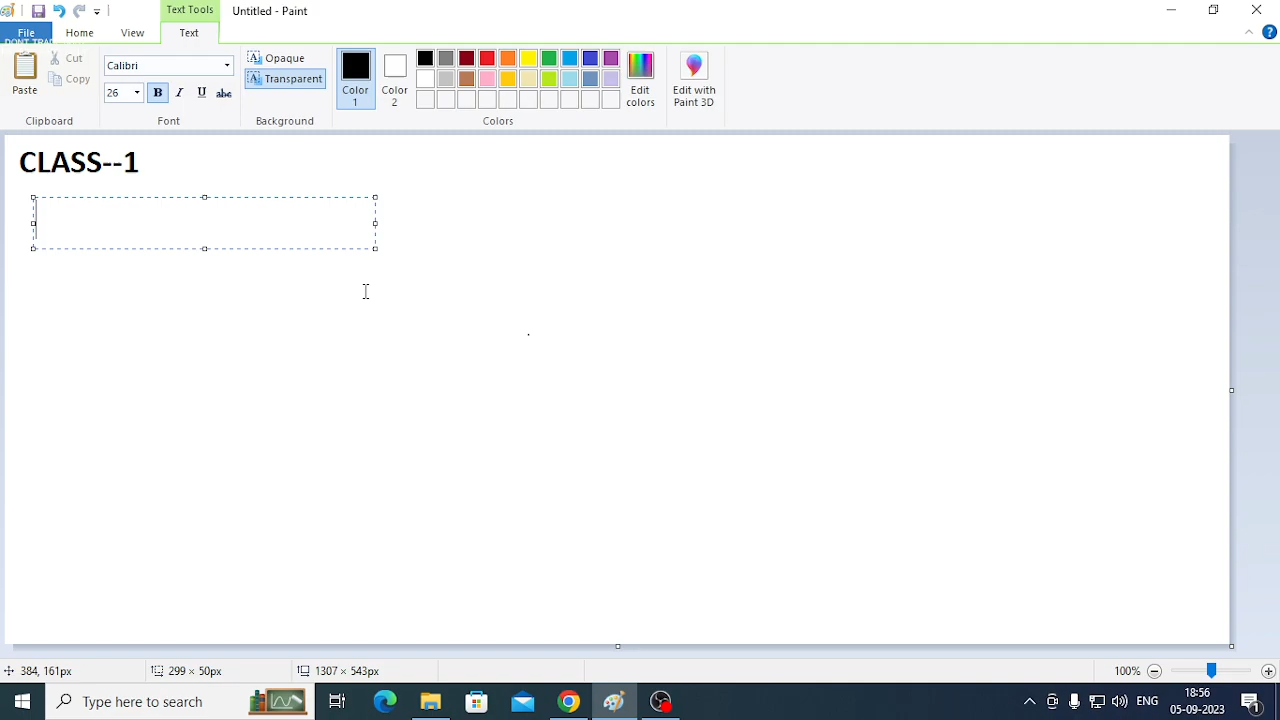 Text Tools
Untitled - Paint
File
Home
View
Text
Paste
Cut
Copy
Clipboard
Calibri
26
B
I
U
abc
Font
Opaque
Transparent
Background
Color 1
Color 2
Edit colors
Colors
Edit with Paint 3D
CLASS--1
384, 161px
299 × 50px
1307 × 543px
100%
Type here to search
ENG
18:56
05-09-2023
1